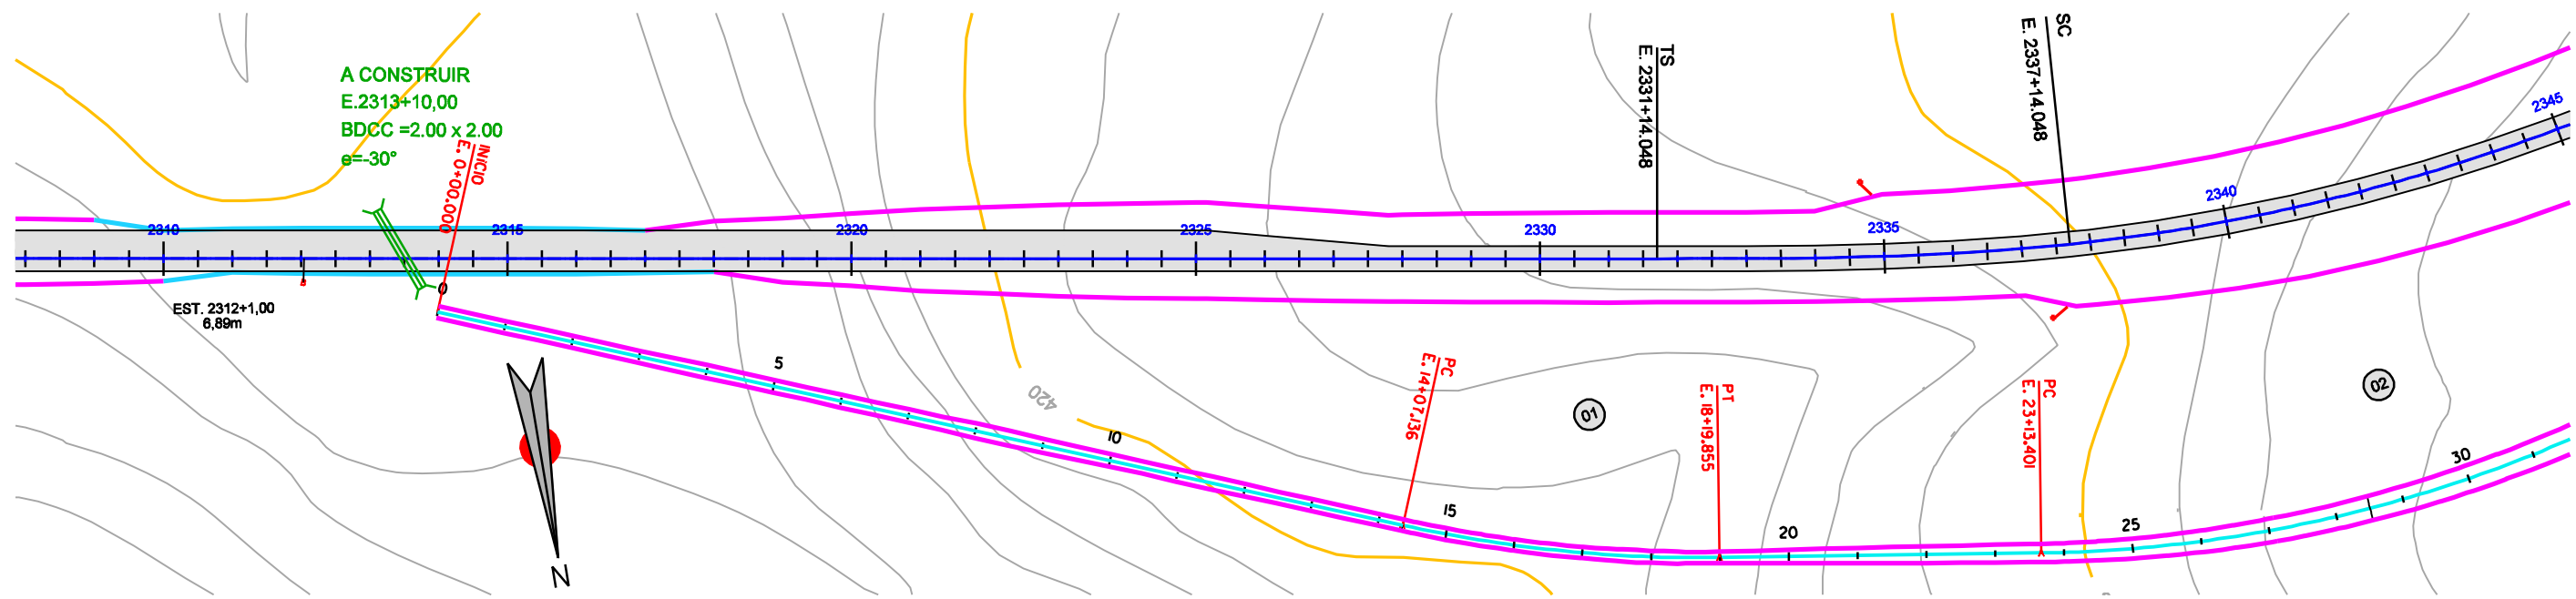 A CONSTRUIR
E.2313+10,00
BDCC =2.00 x 2.00
e=-30°
INÍCIO
E. 0+00.000
TS
E. 2331+14.048
SC
E. 2337+14.048
2310
2315
2320
2325
2330
2335
2340
2345
EST. 2312+1,00
6,89m
0
5
10
15
20
25
30
420
PC
E. 14+07.136
PT
E. 18+19.855
PC
E. 23+13.401
01
02
N